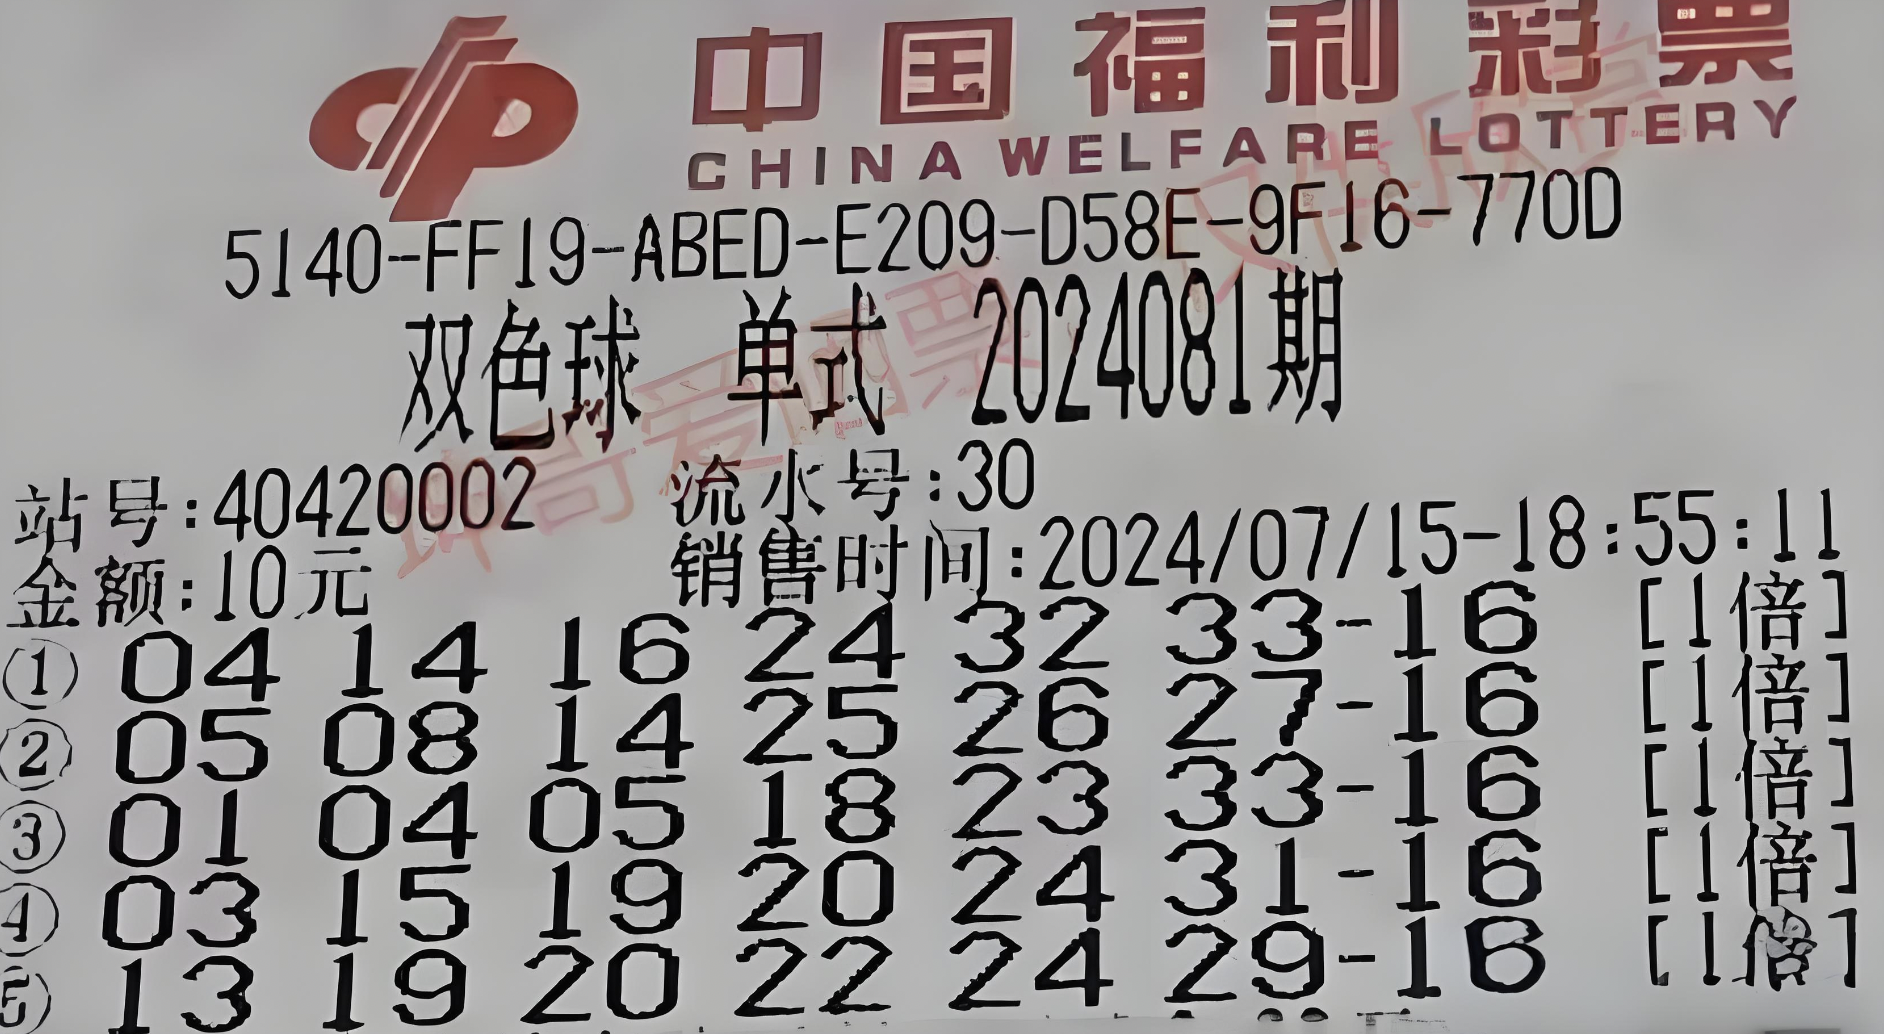 中国福利彩票
CHINA WELFARE LOTTERY
5140-FF19-ABED-E209-D58E-9F16-770D
双色球 单式 2024081期
站号:40420002 流水号:30
金额:10元 销售时间:2024/07/15-18:55:11
① 04 14 16 24 32 33-16 [1倍]
② 05 08 14 25 26 27-16 [1倍]
③ 01 04 05 18 23 33-16 [1倍]
④ 03 15 19 20 24 31-16 [1倍]
⑤ 13 19 20 22 24 29-16 [1倍]